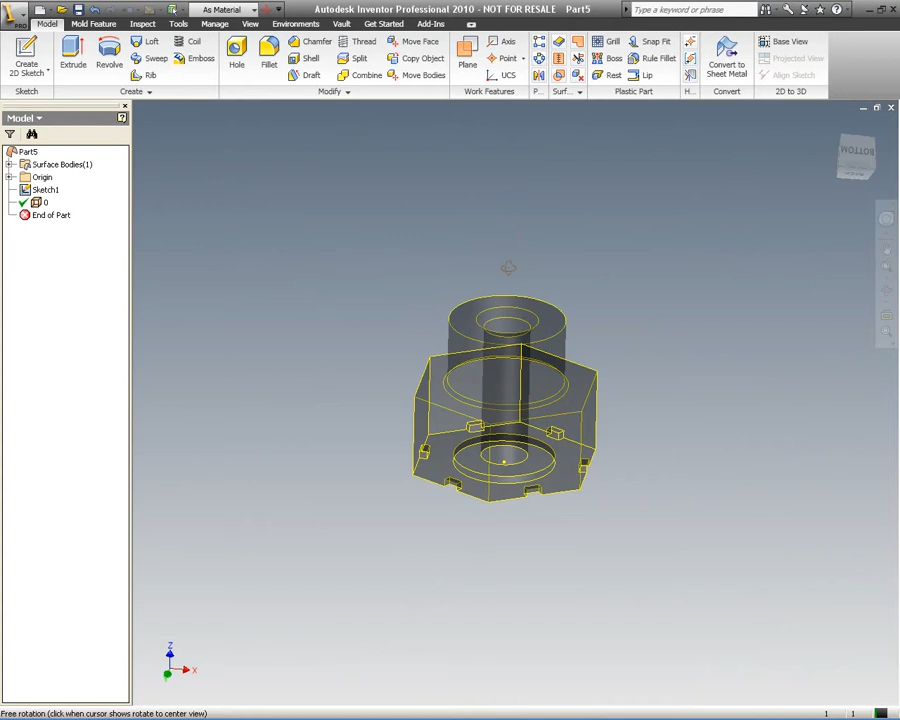 PRO
As Material
Autodesk Inventor Professional 2010 - NOT FOR RESALE Part5
Type a keyword or phrase
Model Model Feature Inspect Tools Manage View Environments Vault Get Started Add-Ins
Create
2D Sketch
Extrude
Revolve
Loft
Sweep
Rib
Coil
Emboss
Hole
Fillet
Chamfer
Shell
Draft
Thread
Split
Combine
Move Face
Copy Object
Move Bodies
Plane
Axis
Point
UCS
Grill
Boss
Rest
Snap Fit
Rule Fillet
Lip
Convert to
Sheet Metal
Base View
Projected View
Align Sketch
Sketch Create Modify Work Features P... Surf... Plastic Part H... Convert 2D to 3D
Model
Part5
Surface Bodies(1)
Origin
Sketch1
0
End of Part
BOTTOM
Z
X
Free rotation (click when cursor shows rotate to center view)
1 1